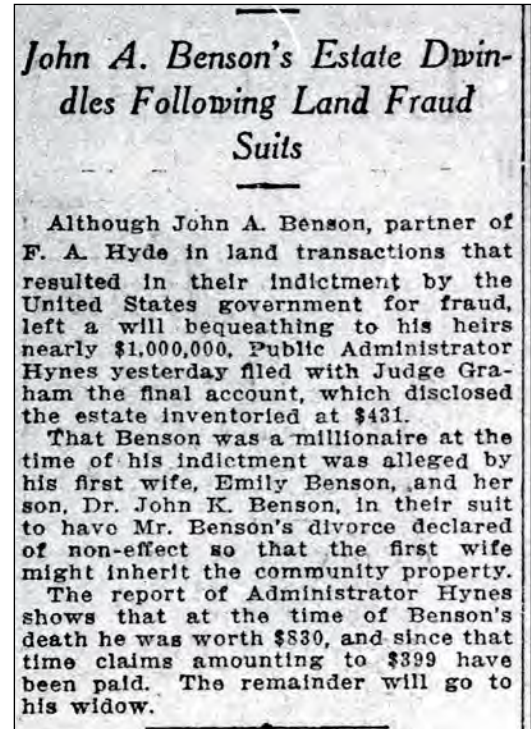 John A. Benson's Estate Dwin-
dles Following Land Fraud
Suits
Although John A. Benson, partner of
F. A. Hyde in land transactions that
resulted in their indictment by the
United States government for fraud,
left a will bequeathing to his heirs
nearly $1,000,000, Public Administrator
Hynes yesterday filed with Judge Gra-
ham the final account, which disclosed
the estate inventoried at $431.
That Benson was a millionaire at the
time of his indictment was alleged by
his first wife, Emily Benson, and her
son, Dr. John K. Benson, in their suit
to have Mr. Benson's divorce declared
of non-effect so that the first wife
might inherit the community property.
The report of Administrator Hynes
shows that at the time of Benson's
death he was worth $830, and since that
time claims amounting to $399 have
been paid. The remainder will go to
his widow.